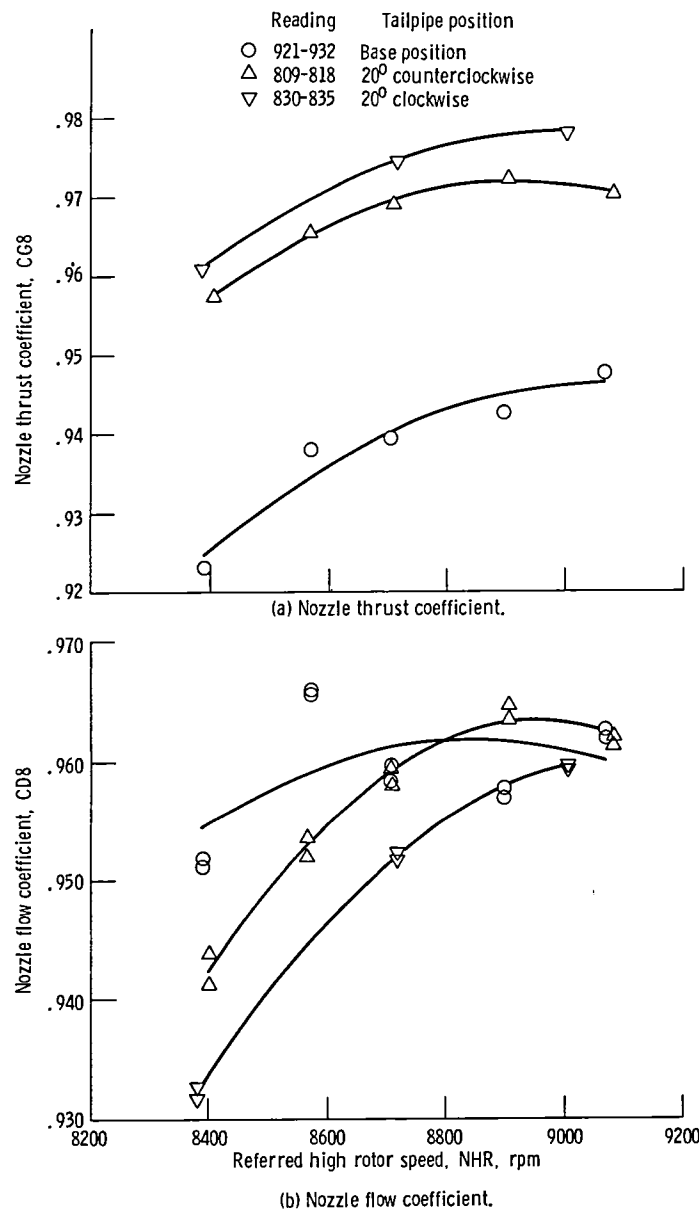 Reading Tailpipe position
921-932 Base position
809-818 20⁰ counterclockwise
830-835 20⁰ clockwise
Nozzle thrust coefficient, CG8
.98
.97
.96
.95
.94
.93
.92
(a) Nozzle thrust coefficient.
Nozzle flow coefficient, CD8
.970
.960
.950
.940
.930
8200 8400 8600 8800 9000 9200
Referred high rotor speed, NHR, rpm
(b) Nozzle flow coefficient.